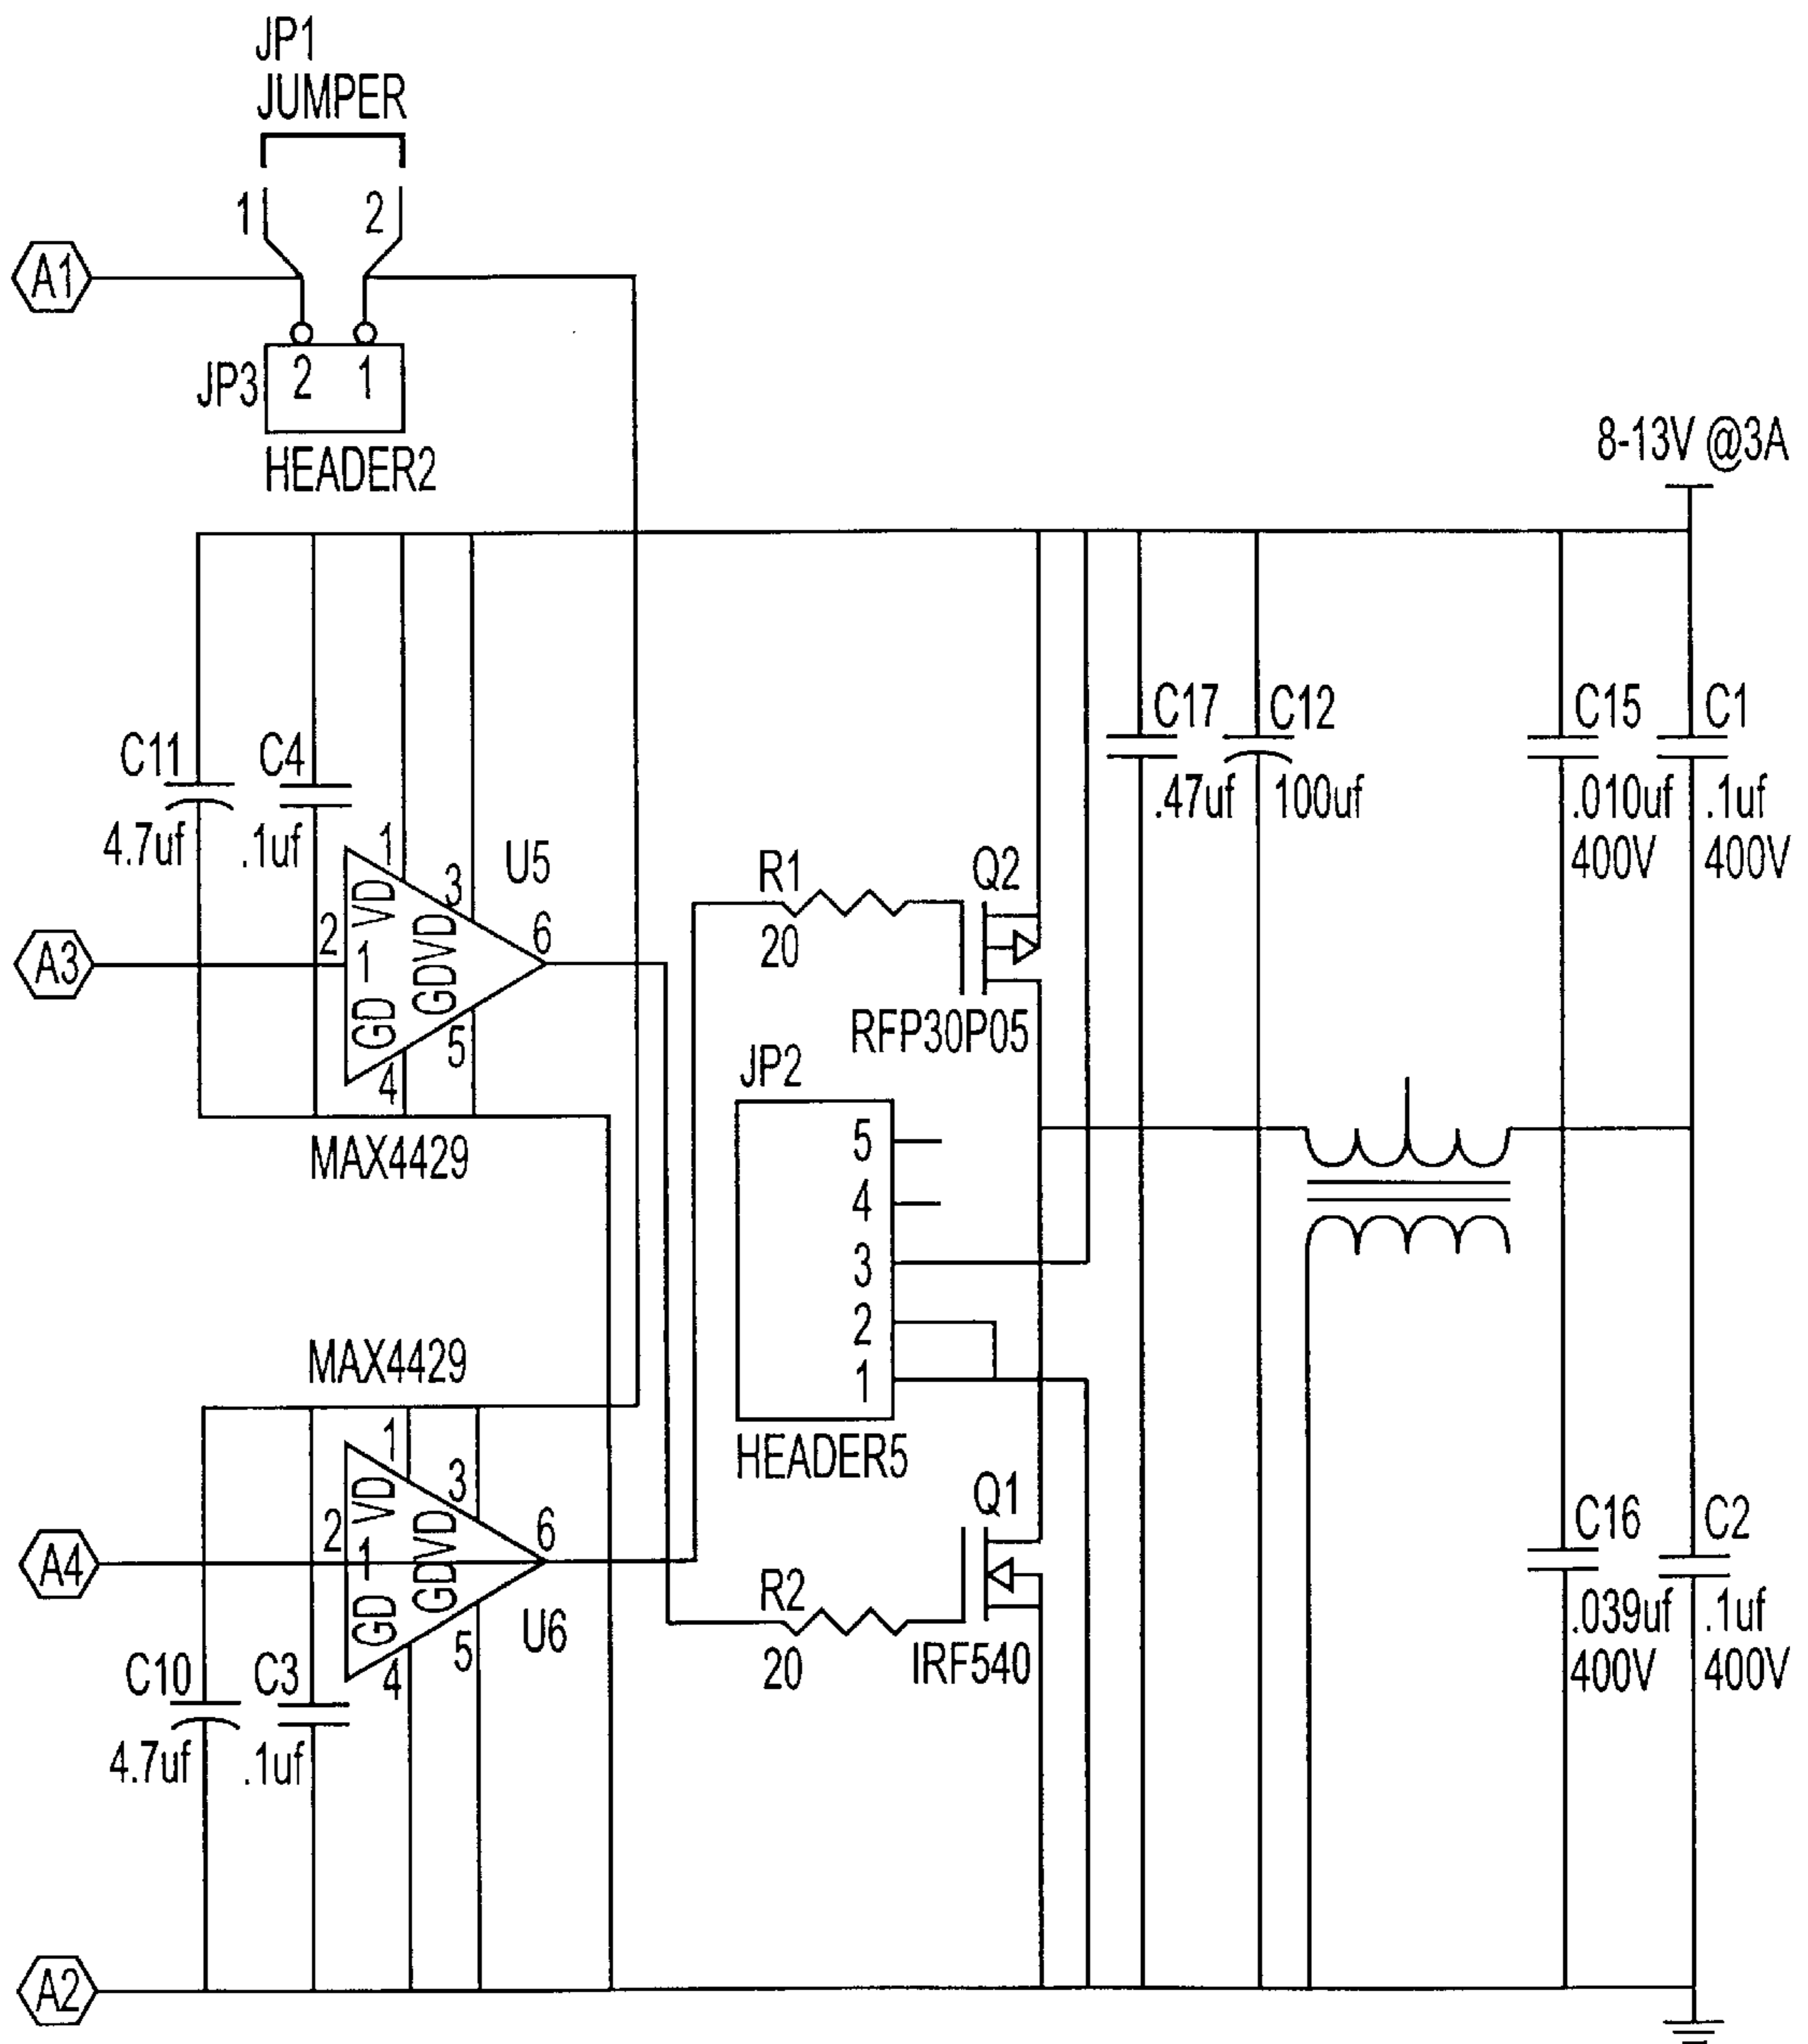 JP1
JUMPER
1 2
A1
JP3 2 1
HEADER2
8-13V @3A
C11
4.7uf
C4
.1uf
C17
.47uf
C12
100uf
C15
.010uf
400V
C1
.1uf
400V
A3
2
1
VD
1
3
GD
GDVD
4
5
6
U5
MAX4429
R1
20
Q2
RFP30P05
JP2
5
4
3
2
1
HEADER5
MAX4429
A4
2
1
VD
1
3
GD
GDVD
4
5
6
U6
C10
4.7uf
C3
.1uf
R2
20
Q1
IRF540
C16
.039uf
400V
C2
.1uf
400V
A2